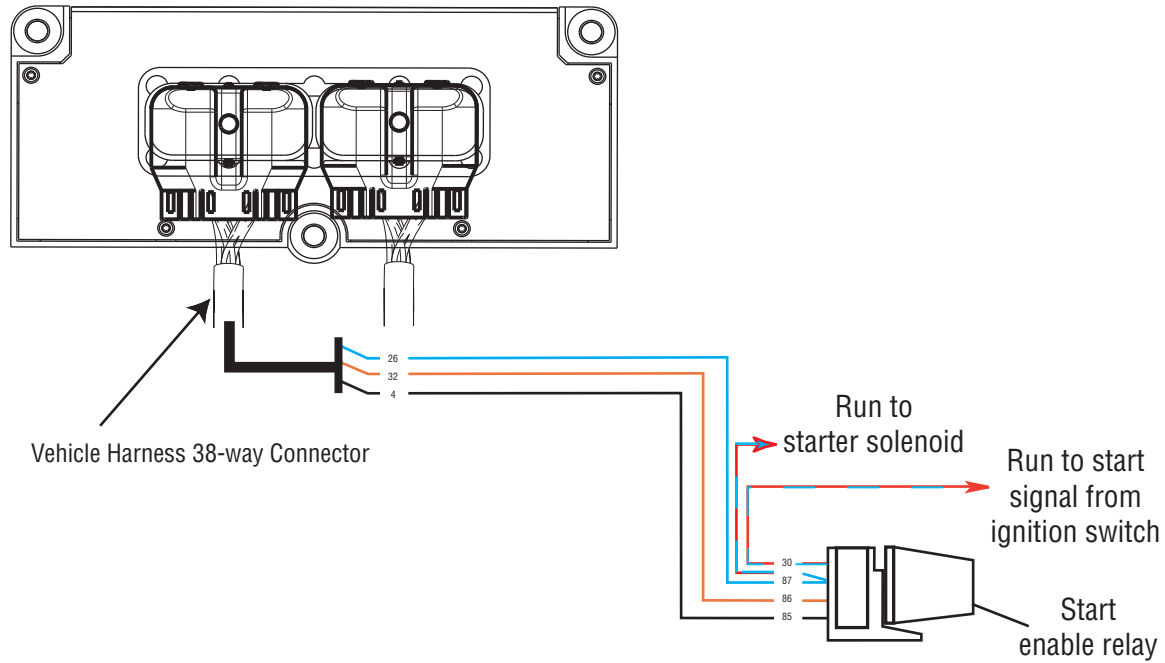 26
32
4
Vehicle Harness 38-way Connector
Run to
starter solenoid
Run to start
signal from
ignition switch
30
87
86
85
Start
enable relay